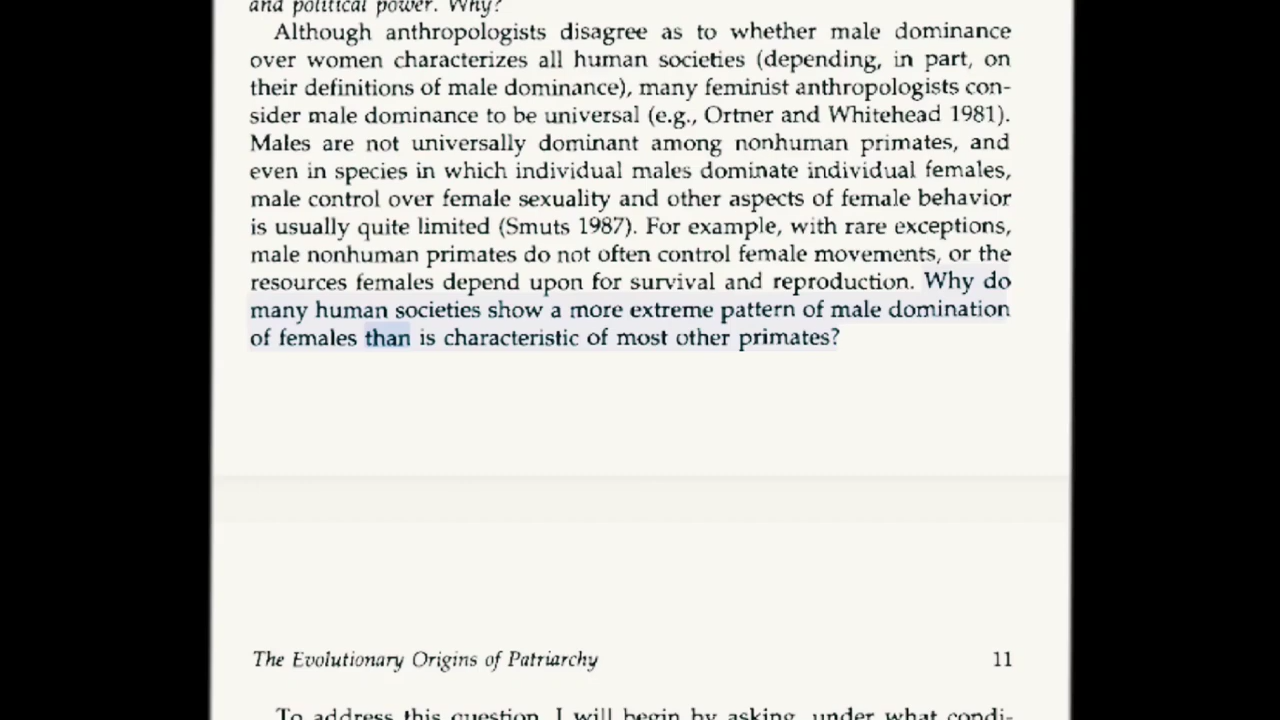 and political power. Why?
Although anthropologists disagree as to whether male dominance
over women characterizes all human societies (depending, in part, on
their definitions of male dominance), many feminist anthropologists con-
sider male dominance to be universal (e.g., Ortner and Whitehead 1981).
Males are not universally dominant among nonhuman primates, and
even in species in which individual males dominate individual females,
male control over female sexuality and other aspects of female behavior
is usually quite limited (Smuts 1987). For example, with rare exceptions,
male nonhuman primates do not often control female movements, or the
resources females depend upon for survival and reproduction. Why do
many human societies show a more extreme pattern of male domination
of females than is characteristic of most other primates?
The Evolutionary Origins of Patriarchy 11
To address this question, I will begin by asking, under what condi-